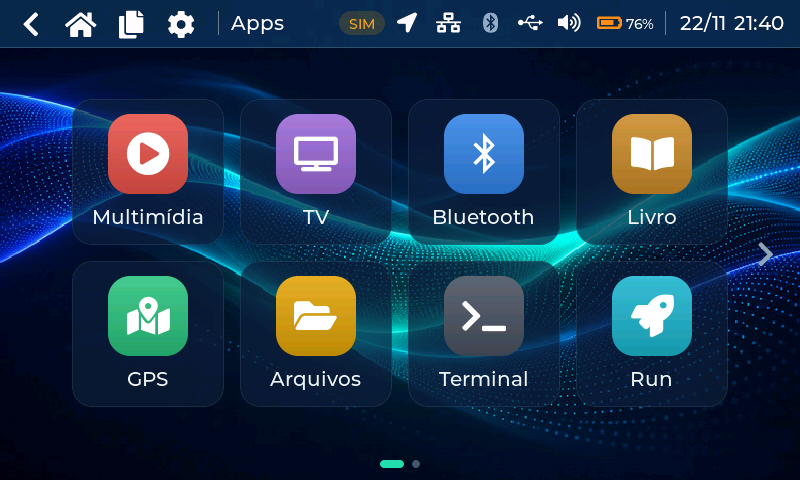 Apps SIM 76% 22/11 21:40
Multimídia TV Bluetooth Livro
GPS Arquivos Terminal Run